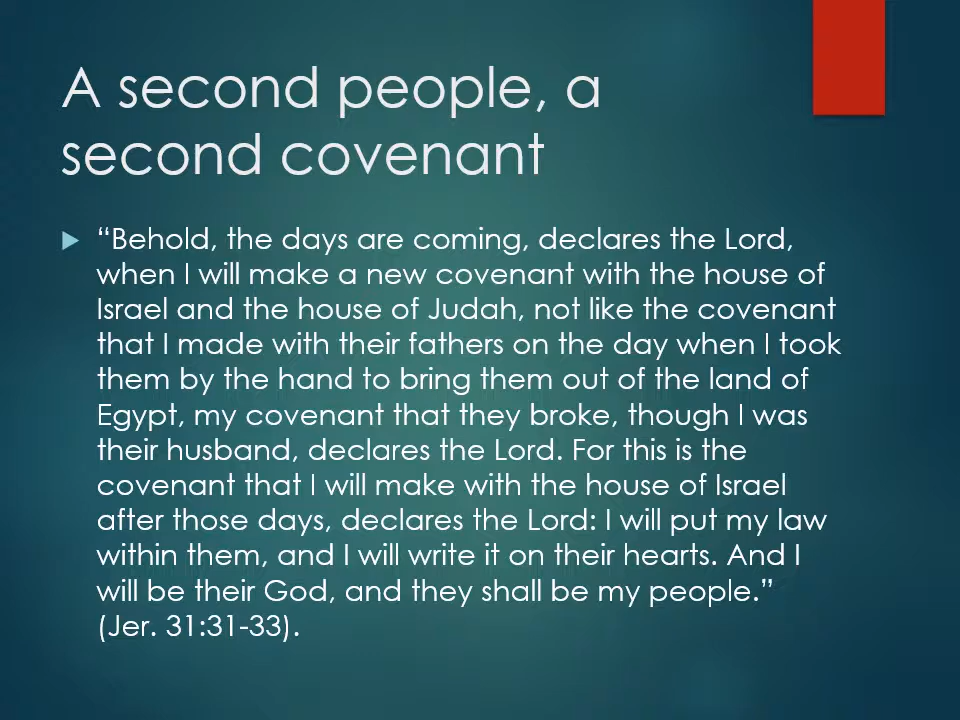 A second people, a
second covenant
“Behold, the days are coming, declares the Lord,
when I will make a new covenant with the house of
Israel and the house of Judah, not like the covenant
that I made with their fathers on the day when I took
them by the hand to bring them out of the land of
Egypt, my covenant that they broke, though I was
their husband, declares the Lord. For this is the
covenant that I will make with the house of Israel
after those days, declares the Lord: I will put my law
within them, and I will write it on their hearts. And I
will be their God, and they shall be my people.”
(Jer. 31:31-33).